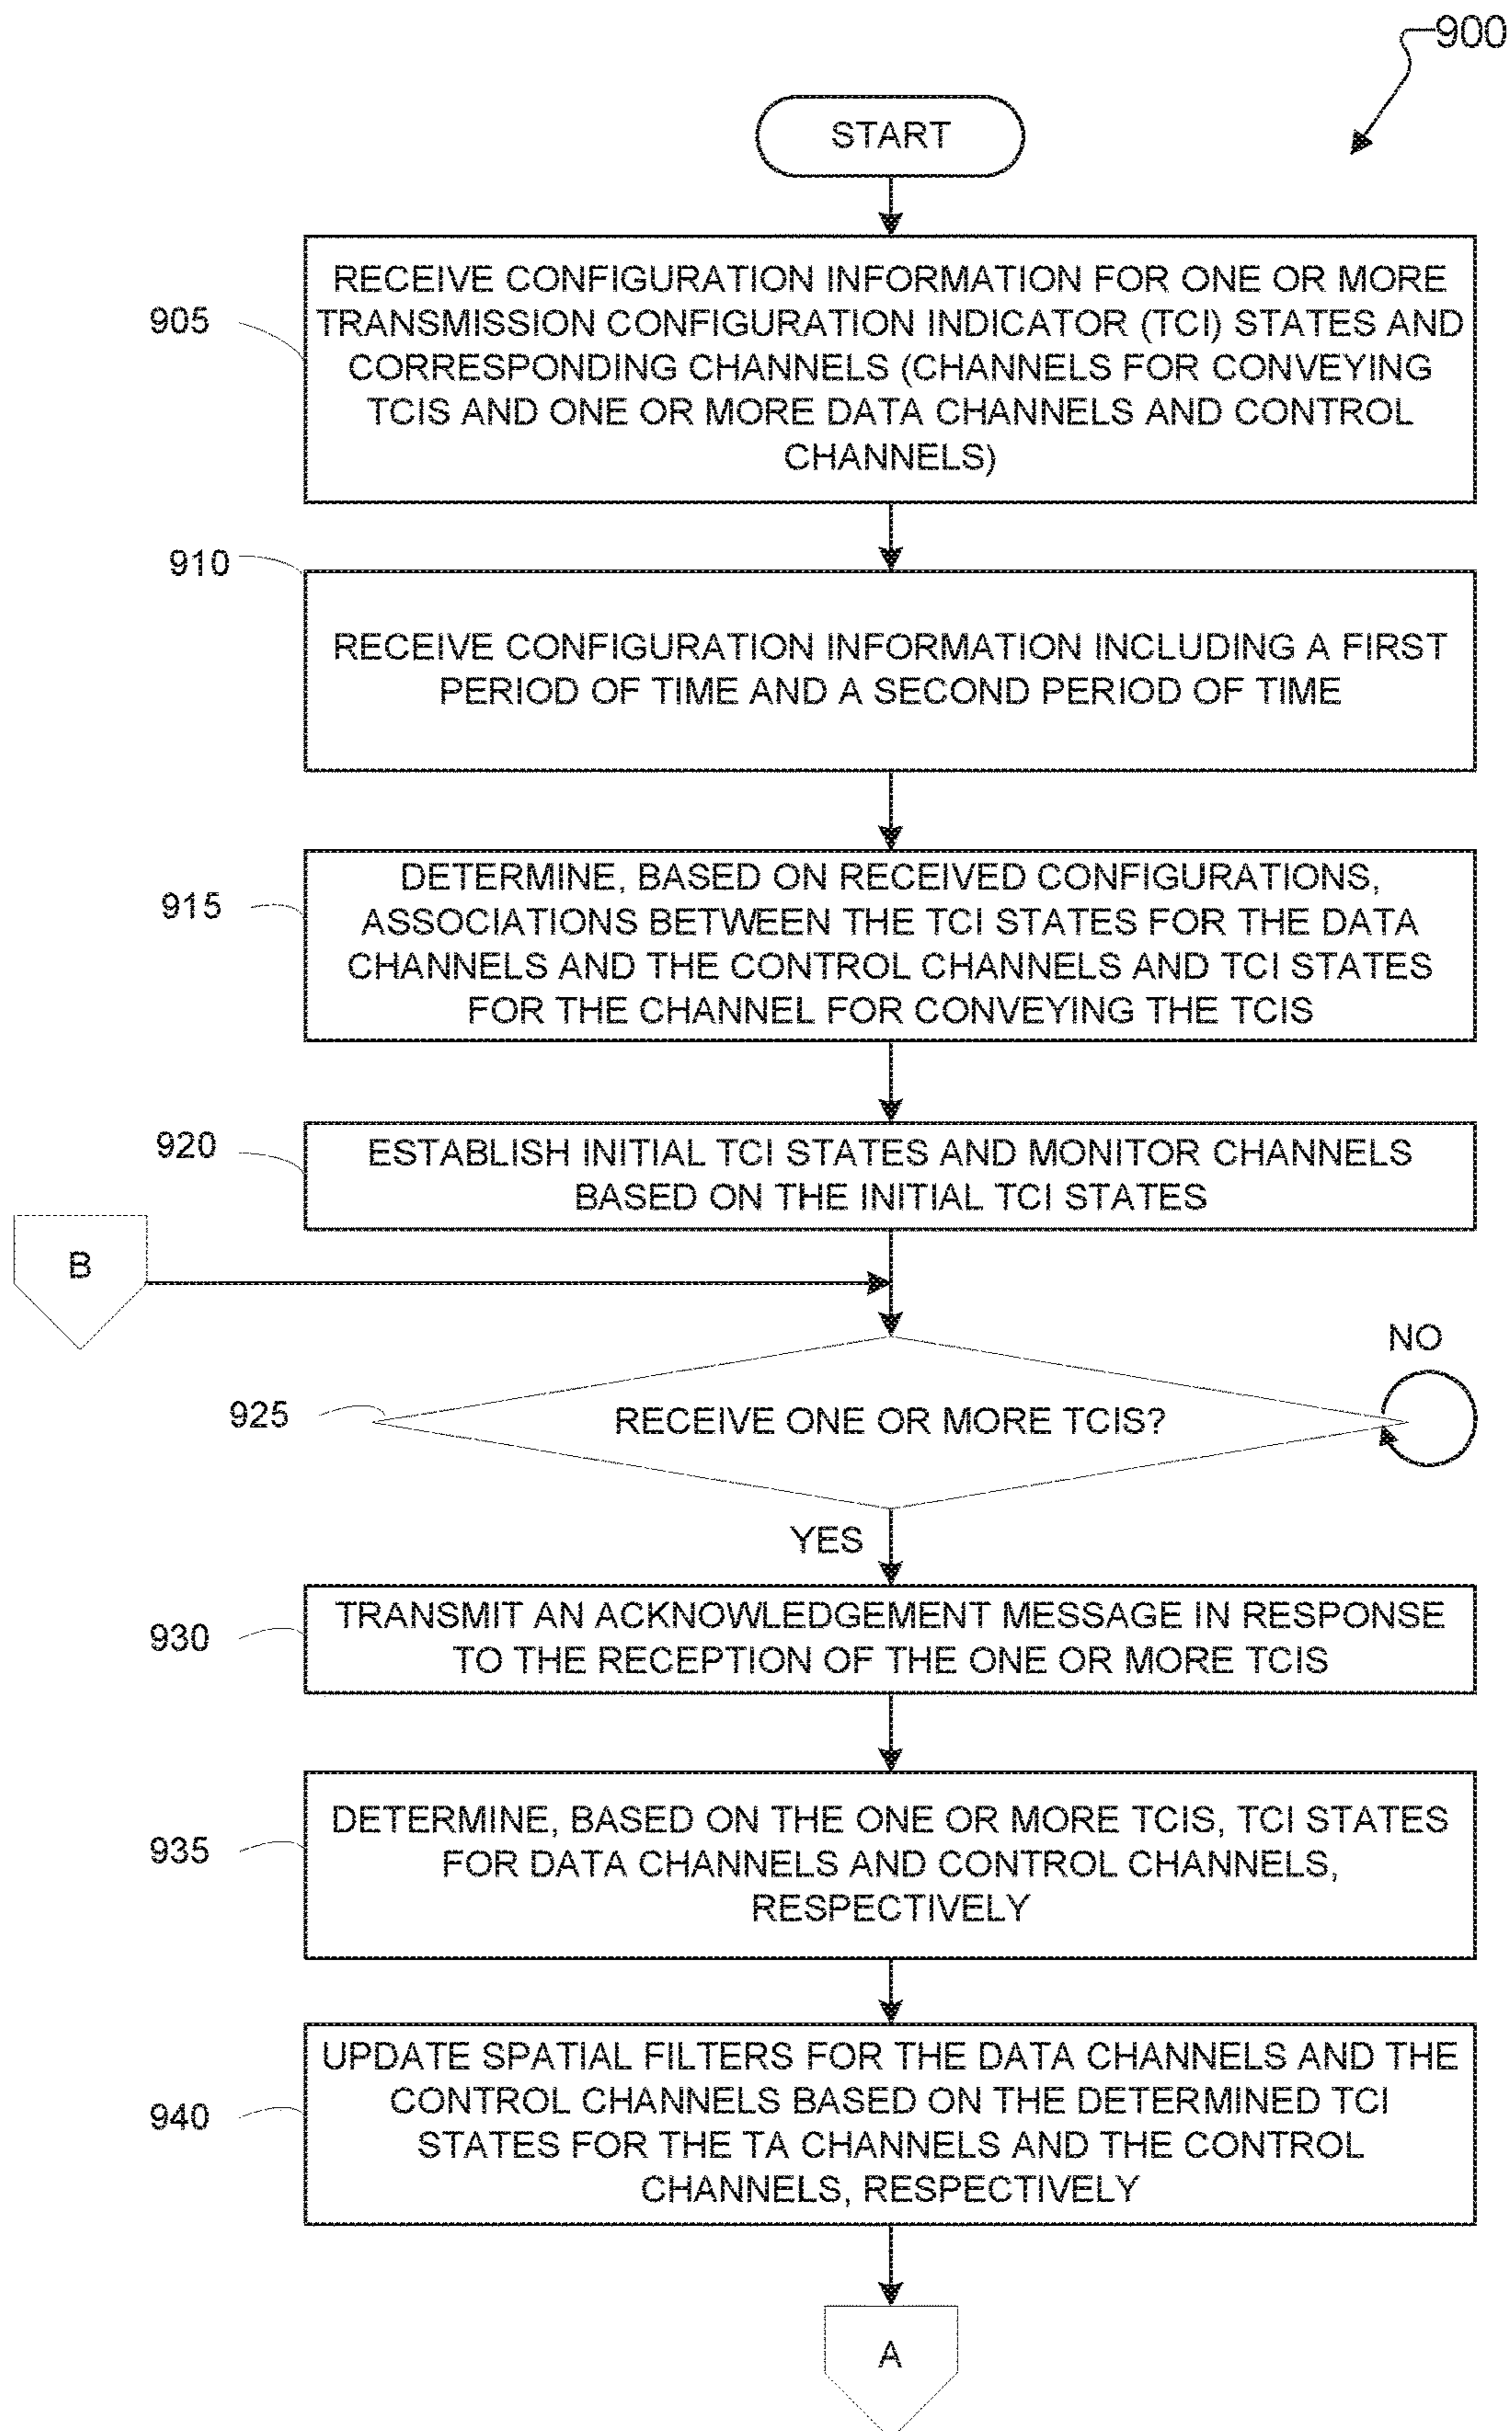 900
START
905
RECEIVE CONFIGURATION INFORMATION FOR ONE OR MORE
TRANSMISSION CONFIGURATION INDICATOR (TCI) STATES AND
CORRESPONDING CHANNELS (CHANNELS FOR CONVEYING
TCIS AND ONE OR MORE DATA CHANNELS AND CONTROL
CHANNELS)
910
RECEIVE CONFIGURATION INFORMATION INCLUDING A FIRST
PERIOD OF TIME AND A SECOND PERIOD OF TIME
915
DETERMINE, BASED ON RECEIVED CONFIGURATIONS,
ASSOCIATIONS BETWEEN THE TCI STATES FOR THE DATA
CHANNELS AND THE CONTROL CHANNELS AND TCI STATES
FOR THE CHANNEL FOR CONVEYING THE TCIS
920
ESTABLISH INITIAL TCI STATES AND MONITOR CHANNELS
BASED ON THE INITIAL TCI STATES
B
NO
925
RECEIVE ONE OR MORE TCIS?
YES
930
TRANSMIT AN ACKNOWLEDGEMENT MESSAGE IN RESPONSE
TO THE RECEPTION OF THE ONE OR MORE TCIS
935
DETERMINE, BASED ON THE ONE OR MORE TCIS, TCI STATES
FOR DATA CHANNELS AND CONTROL CHANNELS,
RESPECTIVELY
940
UPDATE SPATIAL FILTERS FOR THE DATA CHANNELS AND THE
CONTROL CHANNELS BASED ON THE DETERMINED TCI
STATES FOR THE TA CHANNELS AND THE CONTROL
CHANNELS, RESPECTIVELY
A